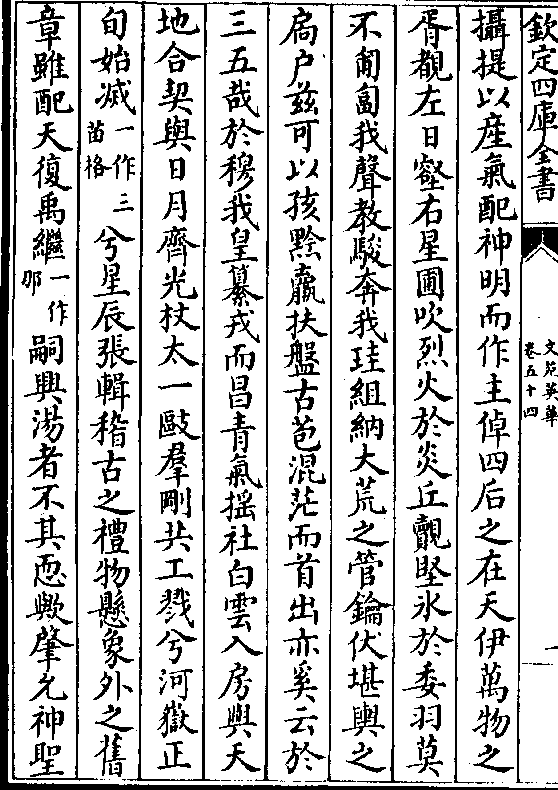 欽定四庫全書
文苑英華
卷五十四
攝提以産氣配神明而作主倬四后之在天伊萬物之
胥覩左日壑右星圃吹烈火於炎丘覿堅氷於委羽莫
不匍匐我聲教駿奔我珪組納大荒之管鑰伏堪輿之
扃户兹可以孩黔羸扶盤古芭混茫而首出亦奚云於
三五哉於穆我皇纂戎而昌青氣揺社白雲入房與天
地合契與日月齊光杖太一敺羣剛共工戮兮河嶽正
旬始烕一作三苗格兮星辰張輯稽古之禮物懸象外之舊
章雖配天復禹繼一作那嗣興湯者不其恧歟肇允神聖